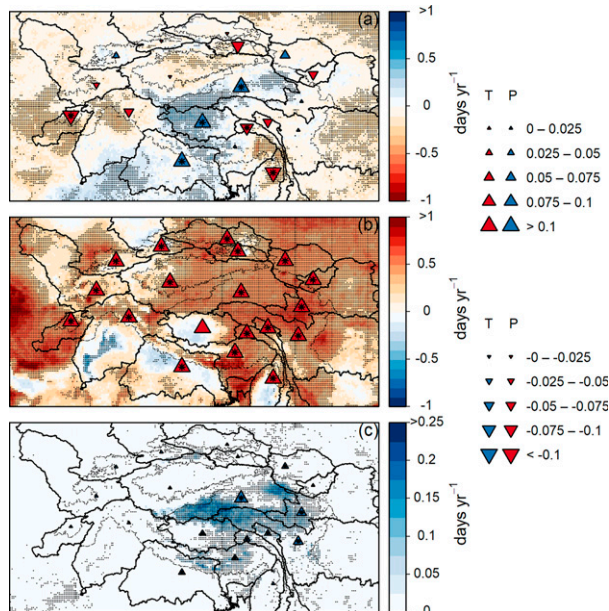 (a)
>1
0.5
0
-0.5
-1
days yr⁻¹
T P
0 – 0.025
0.025 – 0.05
0.05 – 0.075
0.075 – 0.1
> 0.1
(b)
>1
0.5
0
-0.5
-1
days yr⁻¹
T P
-0 – -0.025
-0.025 – -0.05
-0.05 – -0.075
-0.075 – -0.1
< -0.1
(c)
>0.25
0.2
0.15
0.1
0.05
0
days yr⁻¹